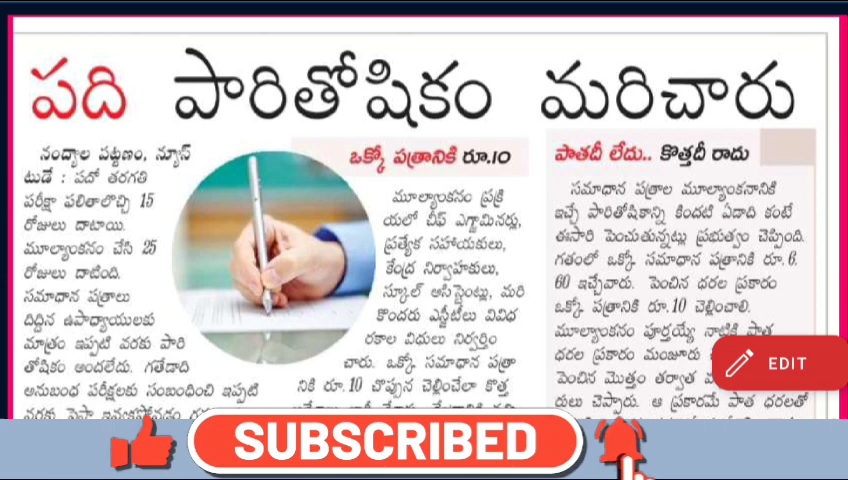 పది పారితోషికం మరిచారు
నంద్యాల పట్టణం, న్యూస్
టుడే : పదో తరగతి
పరీక్షా ఫలితాలొచ్చి 15
రోజులు దాటాయి.
మూల్యాంకనం చేసి 25
రోజులు దాటింది.
సమాధాన పత్రాలు
దిద్దిన ఉపాధ్యాయులకు
మాత్రం ఇప్పటి వరకు పారి
తోషికం అందలేదు. గతేడాది
అనుబంధ పరీక్షలకు సంబంధించి ఇప్పటి
ఒక్కో పత్రానికి రూ.10
మూల్యాంకనం ప్రక్రి
యలో చీఫ్ ఎగ్జామినర్లు,
ప్రత్యేక సహాయకులు,
కేంద్ర నిర్వాహకులు,
స్కూల్ అసిస్టెంట్లు, మరి
కొందరు ఎస్జీటీలు వివిధ
రకాల విధులు నిర్వర్తిం
చారు. ఒక్కో సమాధాన పత్రా
నికి రూ.10 చొప్పున చెల్లించేలా కొత్త
పాతదీ లేదు.. కొత్తదీ రాదు
సమాధాన పత్రాల మూల్యాంకనానికి
ఇచ్చే పారితోషికాన్ని కిందటి ఏడాది కంటే
ఈసారి పెంచుతున్నట్లు ప్రభుత్వం చెప్పింది.
గతంలో ఒక్కో సమాధాన పత్రానికి రూ.6.
60 ఇచ్చేవారు. పెంచిన ధరల ప్రకారం
ఒక్కో పత్రానికి రూ.10 చెల్లించాలి.
మూల్యాంకనం పూర్తయ్యే నాటికి పాత
ధరల ప్రకారం మంజూరు
పెంచిన మొత్తం తర్వాత
రులు చెప్పారు. ఆ ప్రకారమే పాత ధరలతో
EDIT
SUBSCRIBED